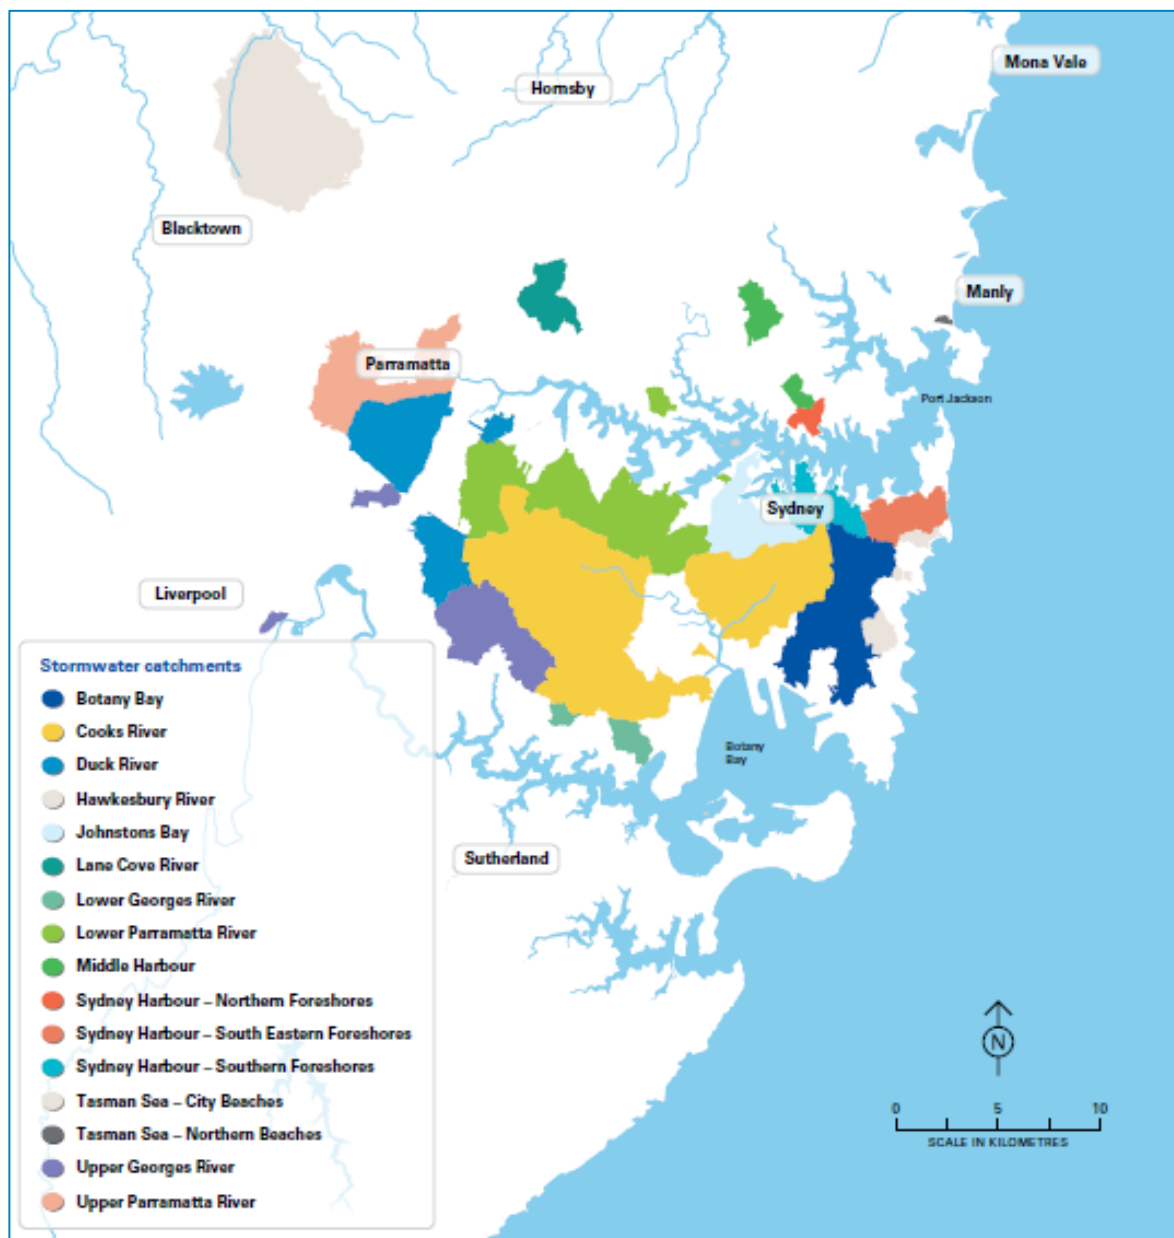 Mona Vale
Hornsby
Blacktown
Manly
Parramatta
Port Jackson
Sydney
Liverpool
Stormwater catchments
Botany Bay
Cooks River
Duck River
Hawkesbury River
Johnstons Bay
Lane Cove River
Lower Georges River
Lower Parramatta River
Middle Harbour
Sydney Harbour – Northern Foreshores
Sydney Harbour – South Eastern Foreshores
Sydney Harbour – Southern Foreshores
Tasman Sea – City Beaches
Tasman Sea – Northern Beaches
Upper Georges River
Upper Parramatta River
Botany
Bay
Sutherland
N
0 5 10
SCALE IN KILOMETRES